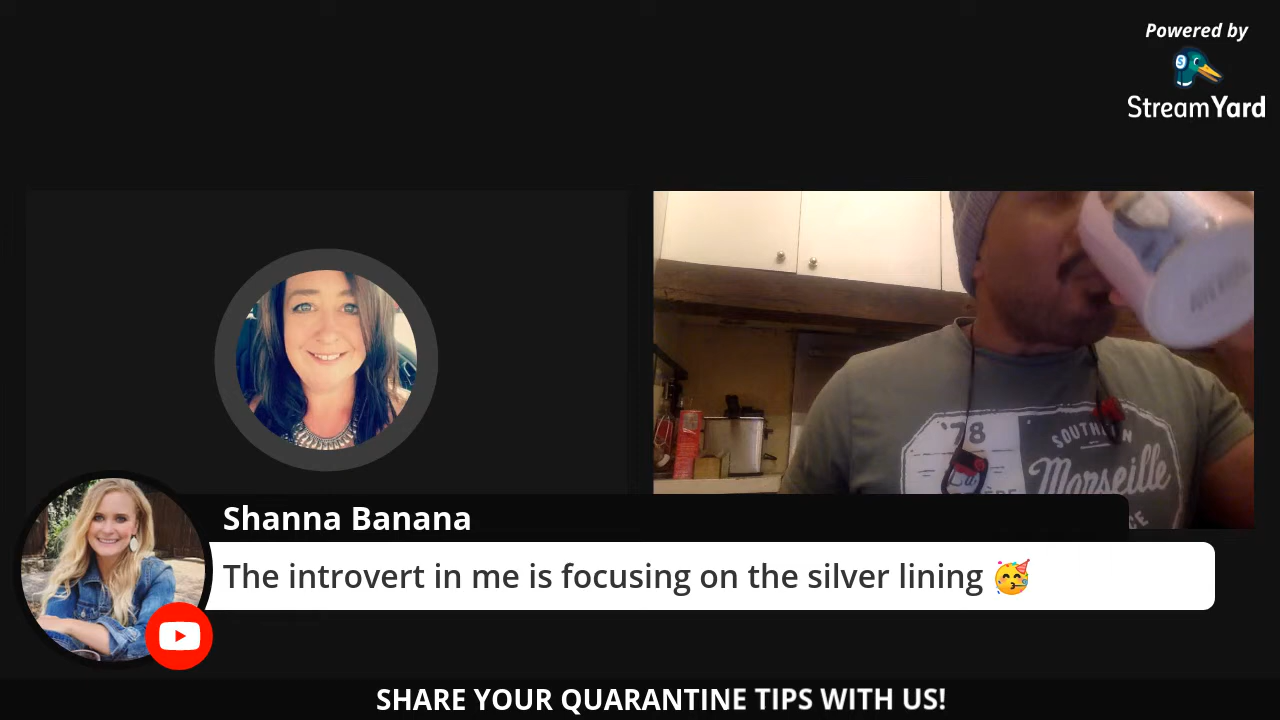 Powered by
StreamYard
'78
SOUTHERN
Marseille
Shanna Banana
The introvert in me is focusing on the silver lining 🥳
SHARE YOUR QUARANTINE TIPS WITH US!